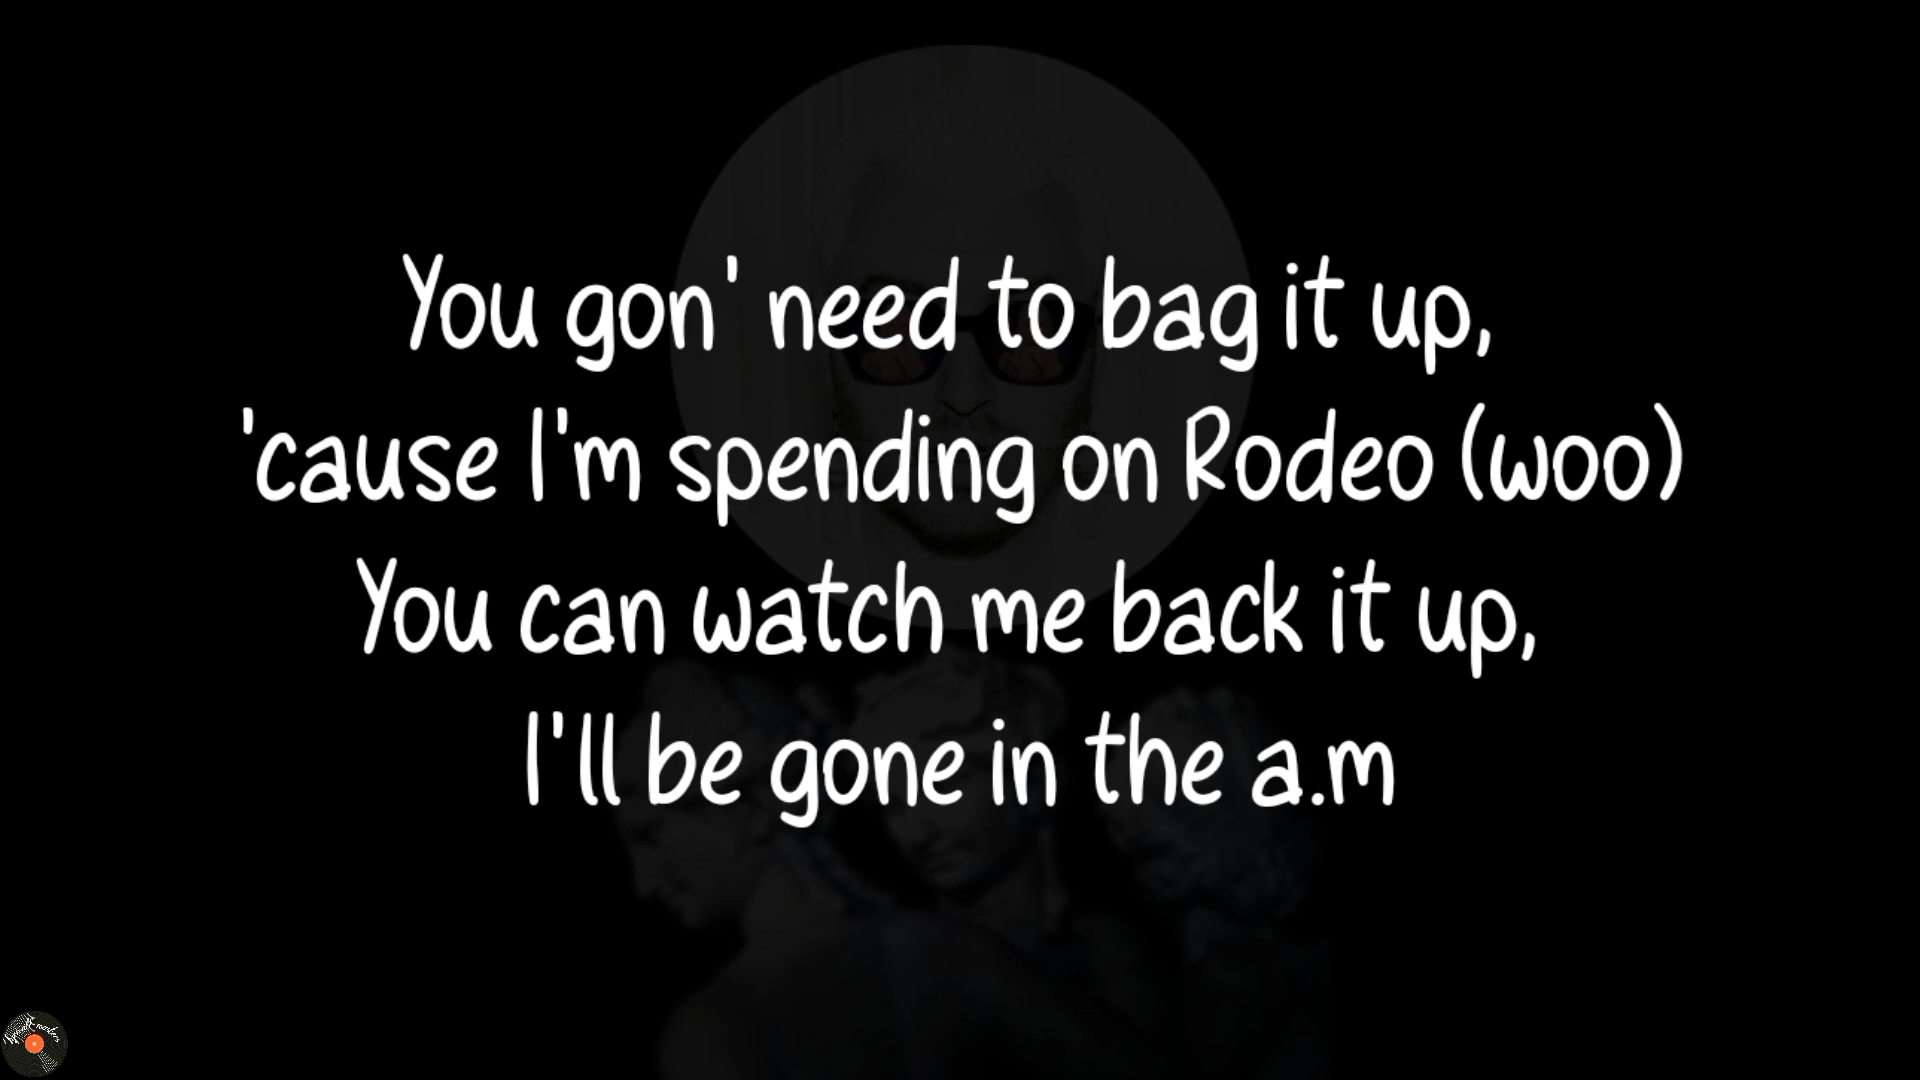 You gon' need to bag it up,
'cause I'm spending on Rodeo (woo)
You can watch me back it up,
I'll be gone in the a.m